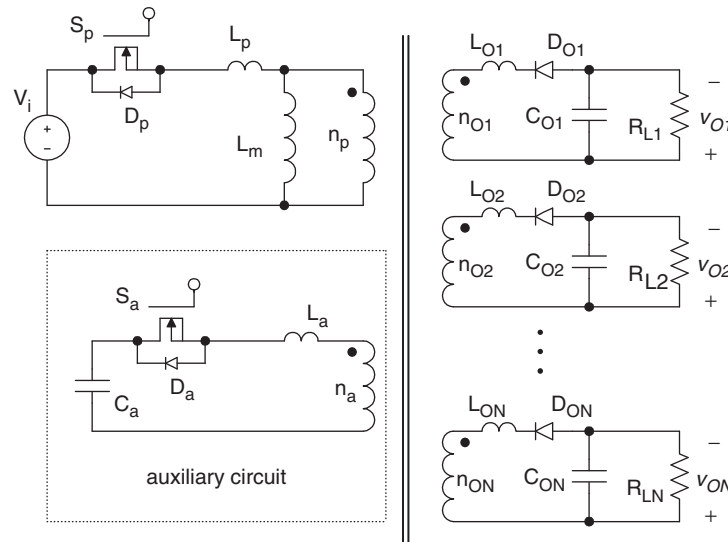 S_p
L_p
V_i
+
−
D_p
L_m
n_p
S_a
L_a
C_a
D_a
n_a
auxiliary circuit
L_O1
D_O1
n_O1
C_O1
R_L1
−
v_O1
+
L_O2
D_O2
n_O2
C_O2
R_L2
−
v_O2
+
L_ON
D_ON
n_ON
C_ON
R_LN
−
v_ON
+